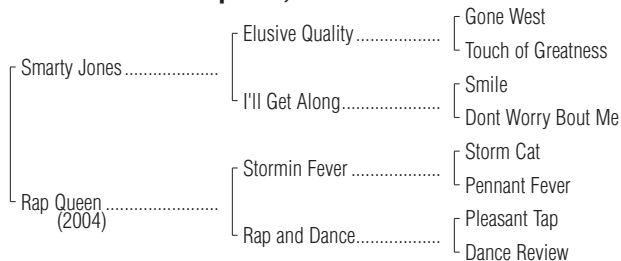 Gone West
Elusive Quality
Touch of Greatness
Smarty Jones
Smile
I'll Get Along
Dont Worry Bout Me
Storm Cat
Stormin Fever
Pennant Fever
Rap Queen
(2004)
Pleasant Tap
Rap and Dance
Dance Review